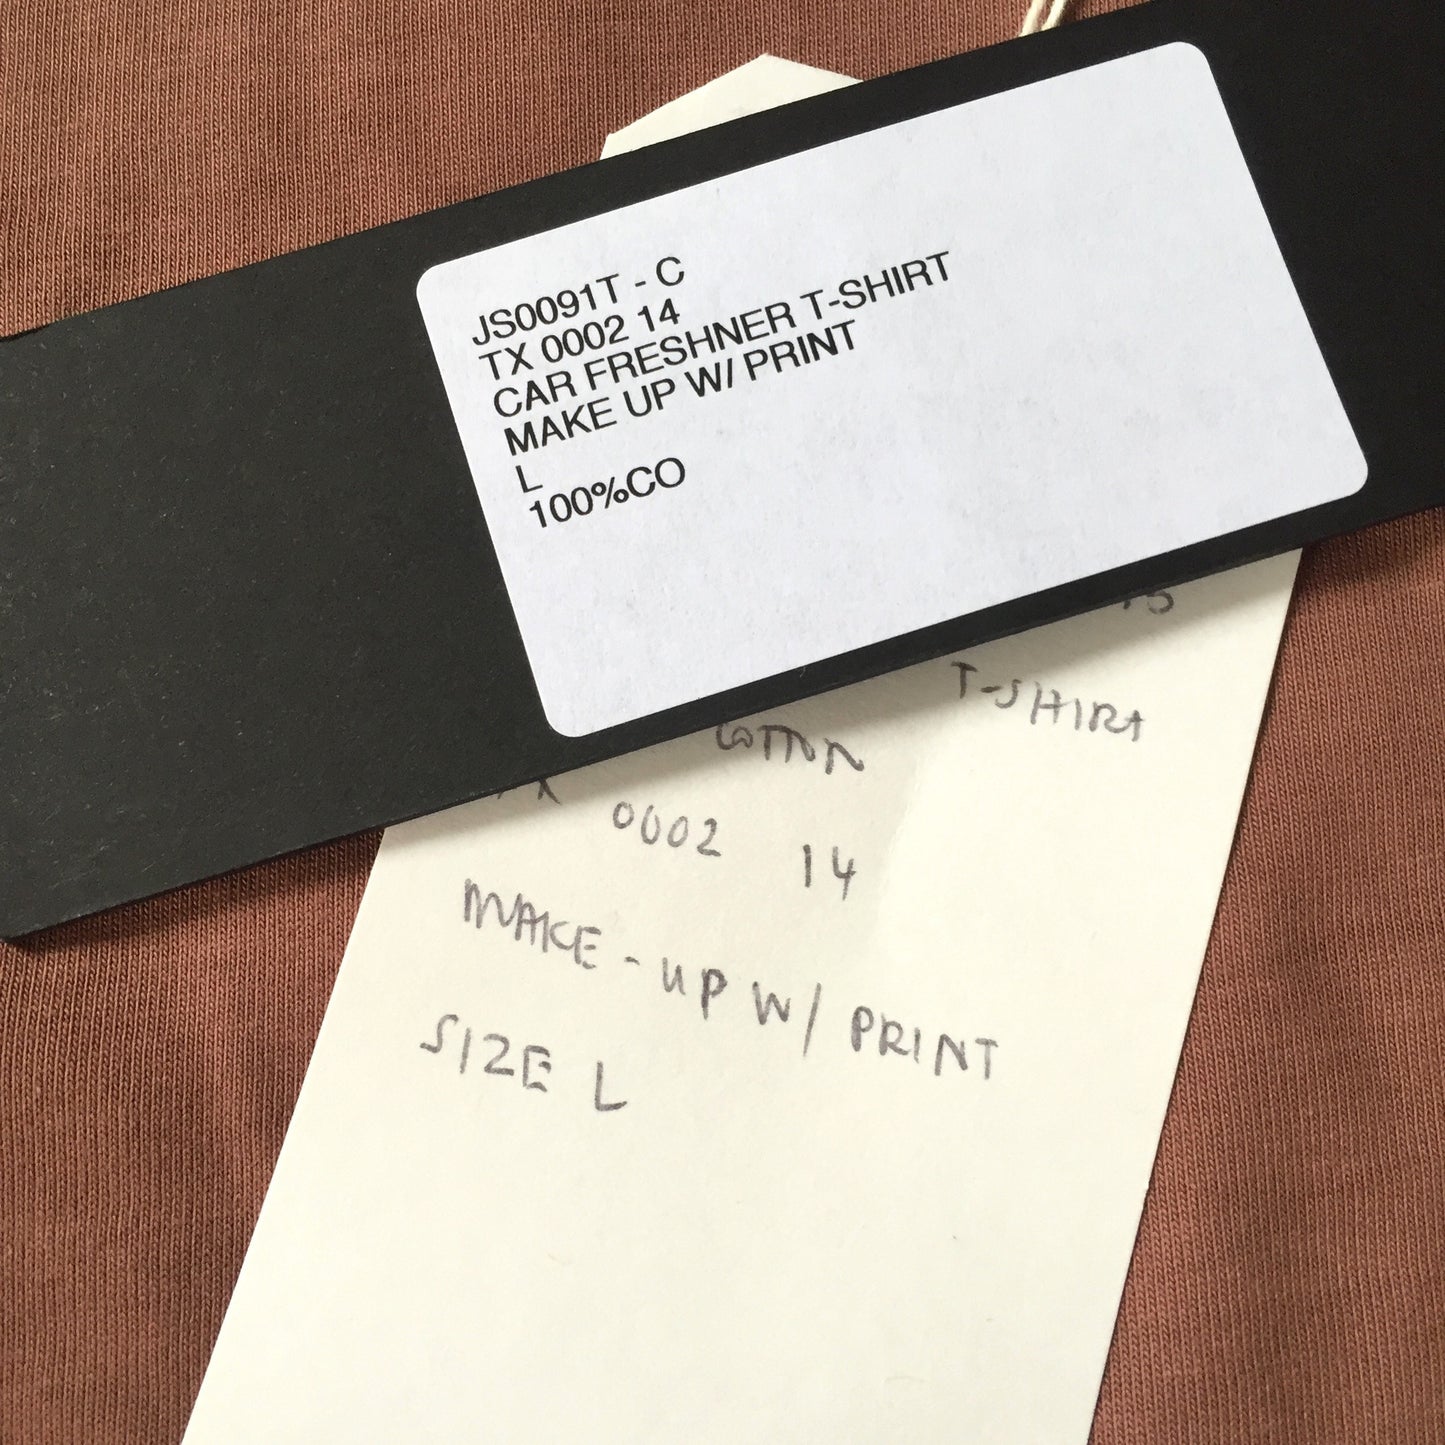 JS0091T - C
TX 0002 14
CAR FRESHNER T-SHIRT
MAKE UP W/ PRINT
L
100%CO
T-SHIRT
COTTON
0002 14
MAKE-UP W/ PRINT
SIZE L